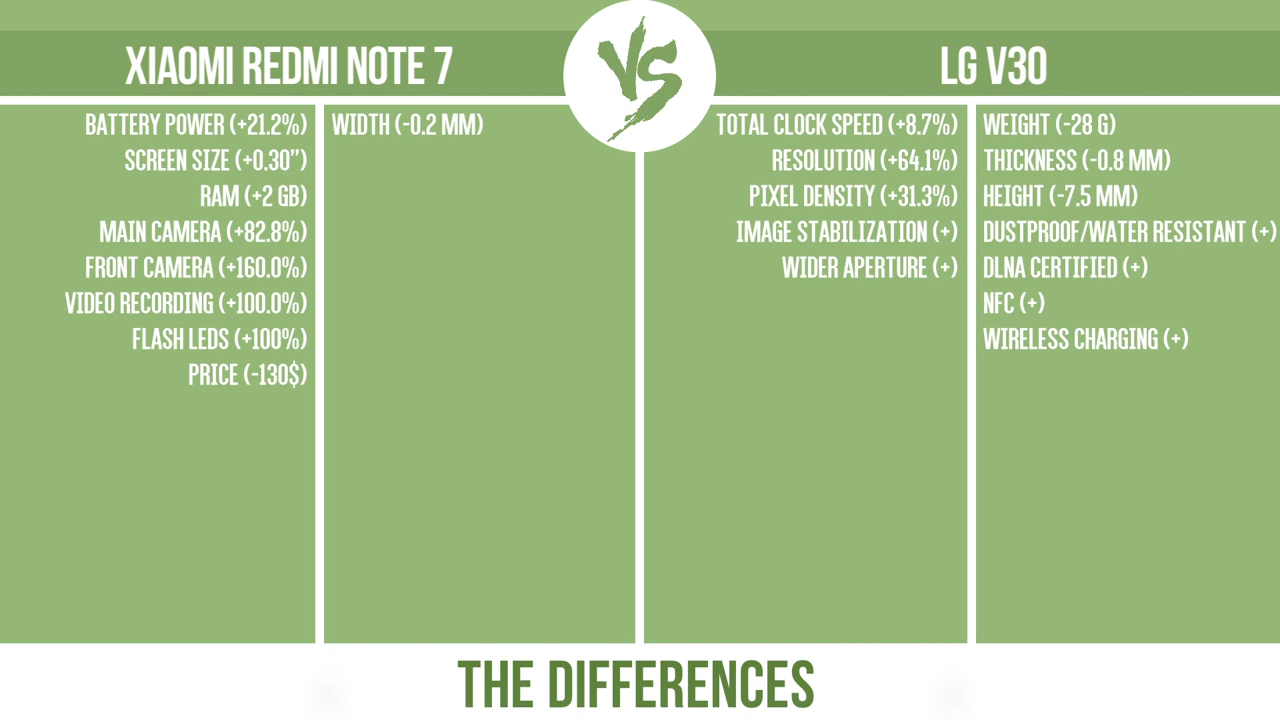 XIAOMI REDMI NOTE 7
VS
LG V30
BATTERY POWER (+21.2%)
SCREEN SIZE (+0.30”)
RAM (+2 GB)
MAIN CAMERA (+82.8%)
FRONT CAMERA (+160.0%)
VIDEO RECORDING (+100.0%)
FLASH LEDS (+100%)
PRICE (-130$)
WIDTH (-0.2 MM)
TOTAL CLOCK SPEED (+8.7%)
RESOLUTION (+64.1%)
PIXEL DENSITY (+31.3%)
IMAGE STABILIZATION (+)
WIDER APERTURE (+)
WEIGHT (-28 G)
THICKNESS (-0.8 MM)
HEIGHT (-7.5 MM)
DUSTPROOF/WATER RESISTANT (+)
DLNA CERTIFIED (+)
NFC (+)
WIRELESS CHARGING (+)
THE DIFFERENCES